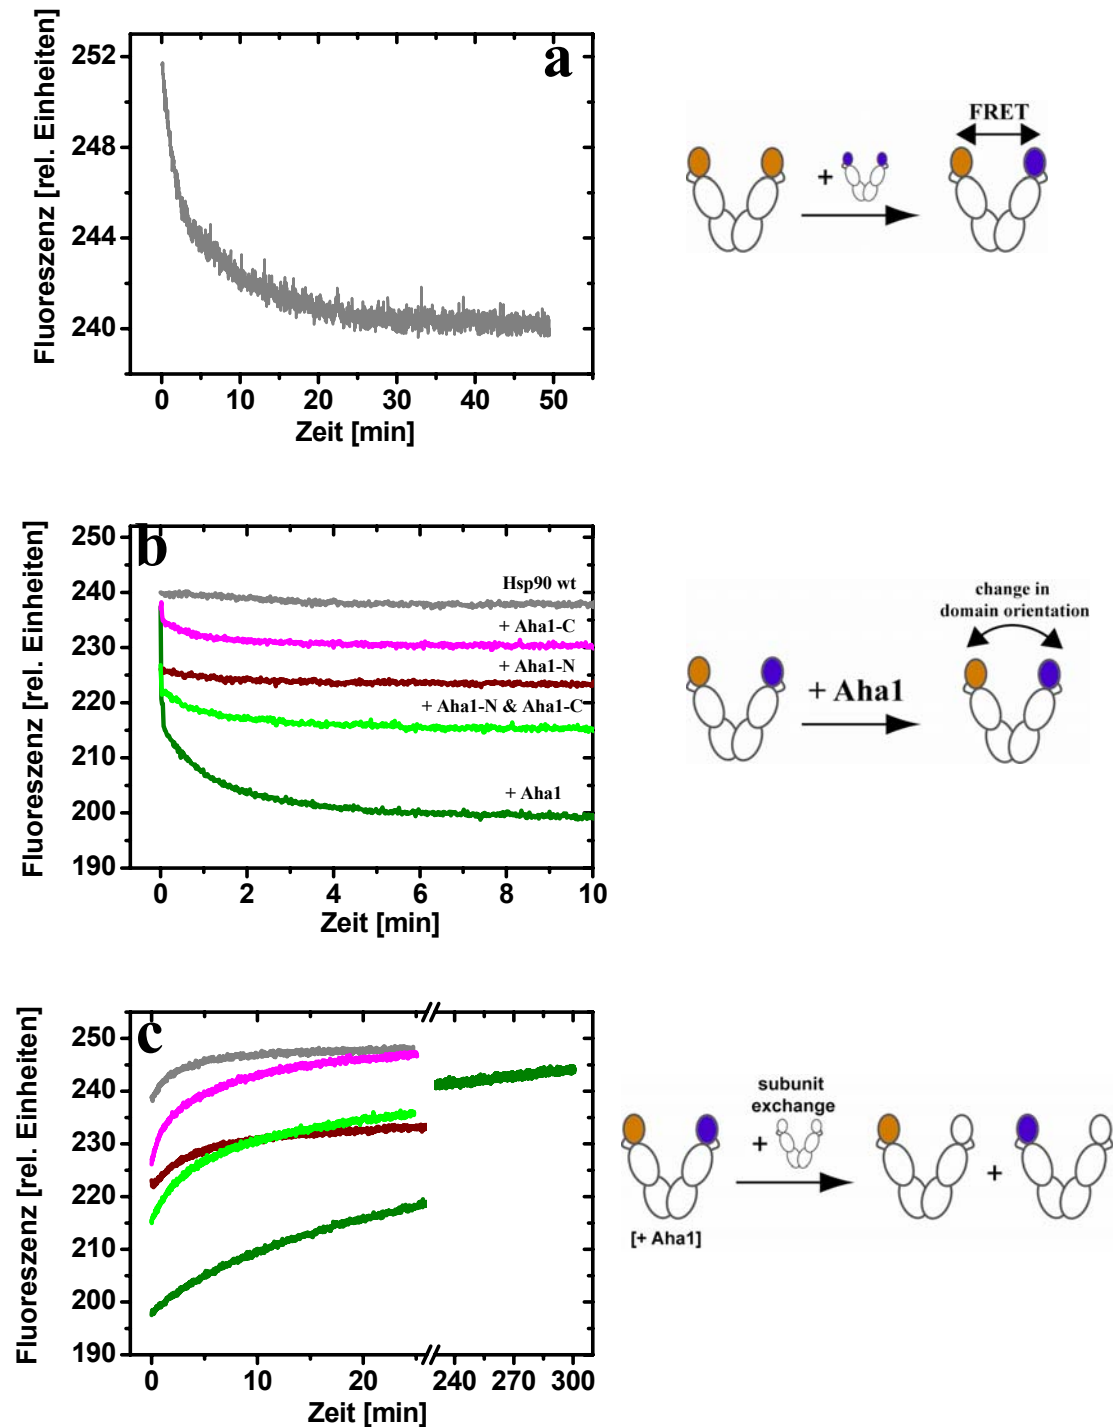 a
Fluoreszenz [rel. Einheiten]
252
248
244
240
0 10 20 30 40 50
Zeit [min]
FRET
+
b
Fluoreszenz [rel. Einheiten]
250
240
230
220
210
200
190
Hsp90 wt
+ Aha1-C
+ Aha1-N
+ Aha1-N & Aha1-C
+ Aha1
0 2 4 6 8 10
Zeit [min]
+ Aha1
change in
domain orientation
c
Fluoreszenz [rel. Einheiten]
250
240
230
220
210
200
190
0 10 20 240 270 300
Zeit [min]
[+ Aha1]
subunit
exchange
+
+